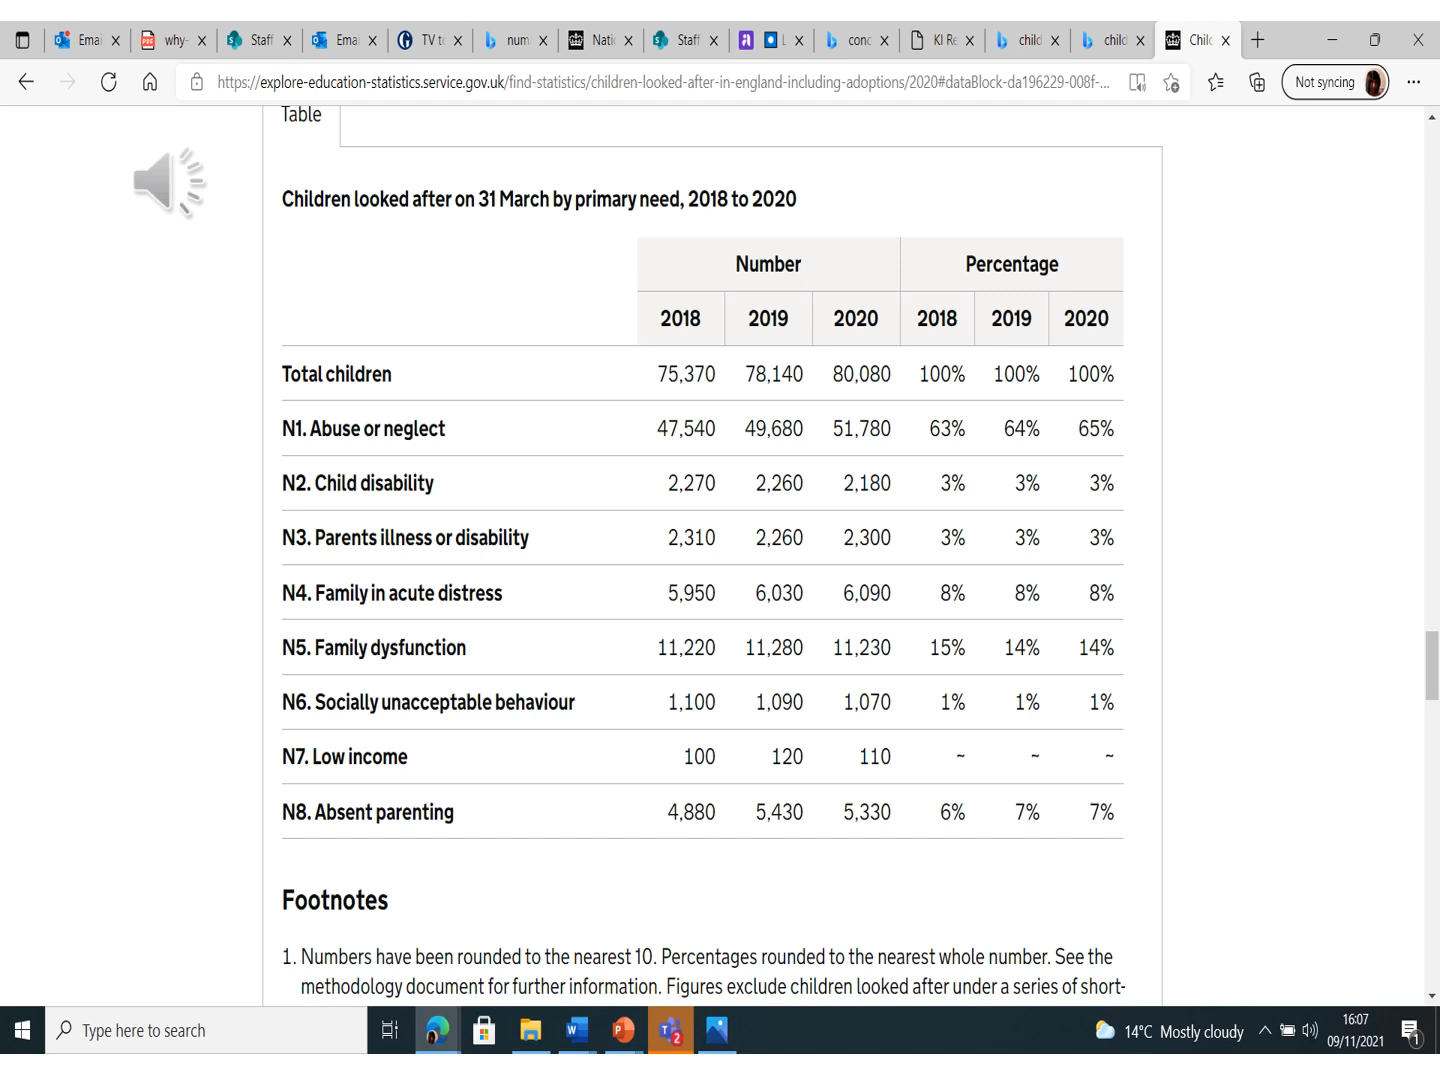 Emai
why-
Staff
Emai
TV to
num
Natic
Staff
L
conc
KI Re
child
child
Chilc
https://explore-education-statistics.service.gov.uk/find-statistics/children-looked-after-in-england-including-adoptions/2020#dataBlock-da196229-008f-...
Not syncing
Table
Children looked after on 31 March by primary need, 2018 to 2020
Number Percentage
2018 2019 2020 2018 2019 2020
Total children 75,370 78,140 80,080 100% 100% 100%
N1. Abuse or neglect 47,540 49,680 51,780 63% 64% 65%
N2. Child disability 2,270 2,260 2,180 3% 3% 3%
N3. Parents illness or disability 2,310 2,260 2,300 3% 3% 3%
N4. Family in acute distress 5,950 6,030 6,090 8% 8% 8%
N5. Family dysfunction 11,220 11,280 11,230 15% 14% 14%
N6. Socially unacceptable behaviour 1,100 1,090 1,070 1% 1% 1%
N7. Low income 100 120 110 ~ ~ ~
N8. Absent parenting 4,880 5,430 5,330 6% 7% 7%
Footnotes
1. Numbers have been rounded to the nearest 10. Percentages rounded to the nearest whole number. See the
methodology document for further information. Figures exclude children looked after under a series of short-
Type here to search
14°C Mostly cloudy
16:07
09/11/2021